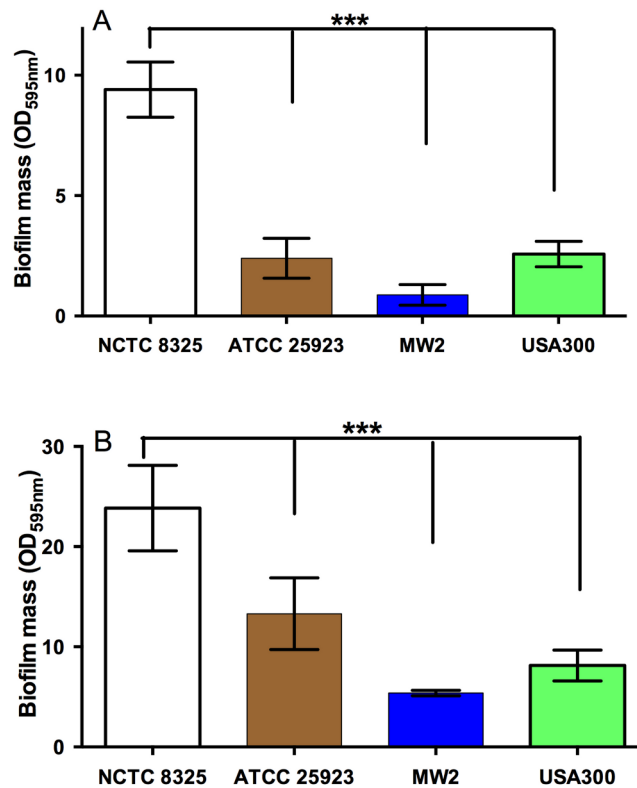 A
***
Biofilm mass (OD595nm)
10
5
0
NCTC 8325 ATCC 25923 MW2 USA300
B
***
Biofilm mass (OD595nm)
30
20
10
0
NCTC 8325 ATCC 25923 MW2 USA300